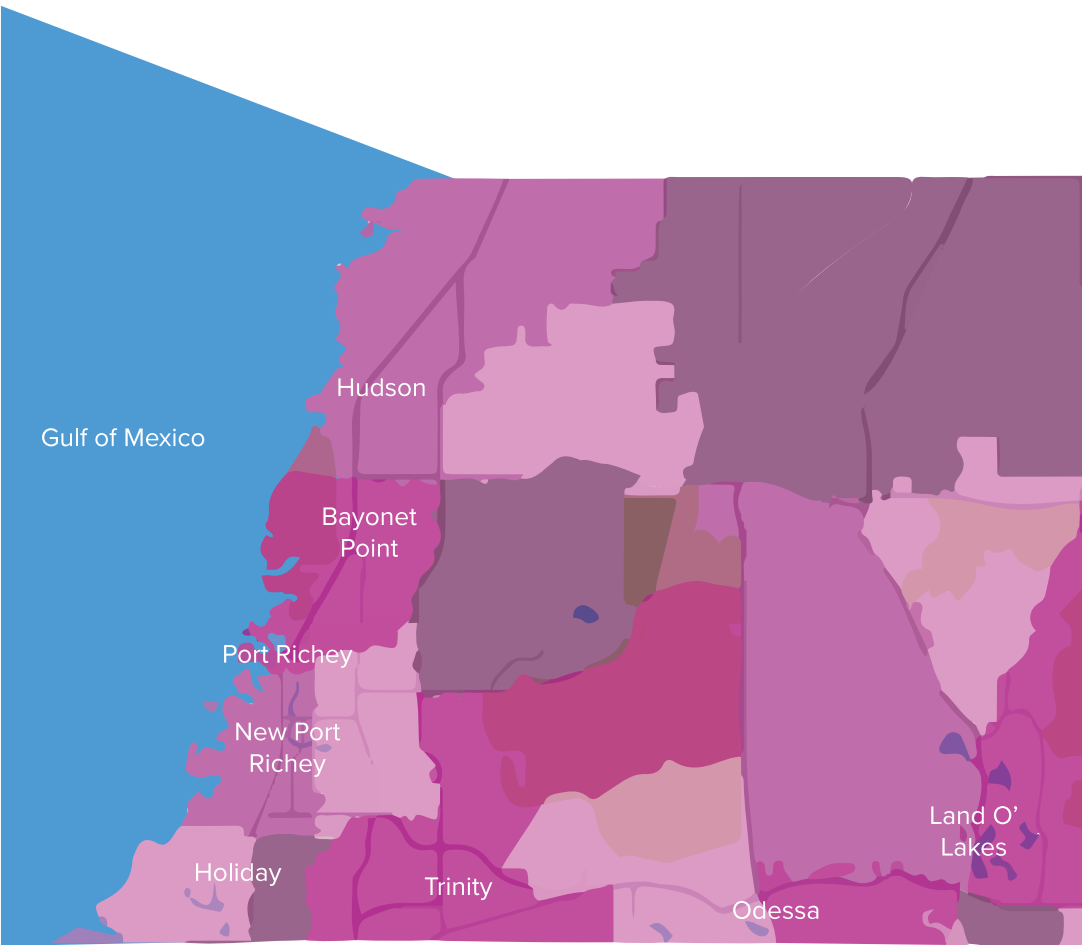 Hudson
Gulf of Mexico
Bayonet
Point
Port Richey
New Port
Richey
Land O’
Lakes
Holiday
Trinity
Odessa